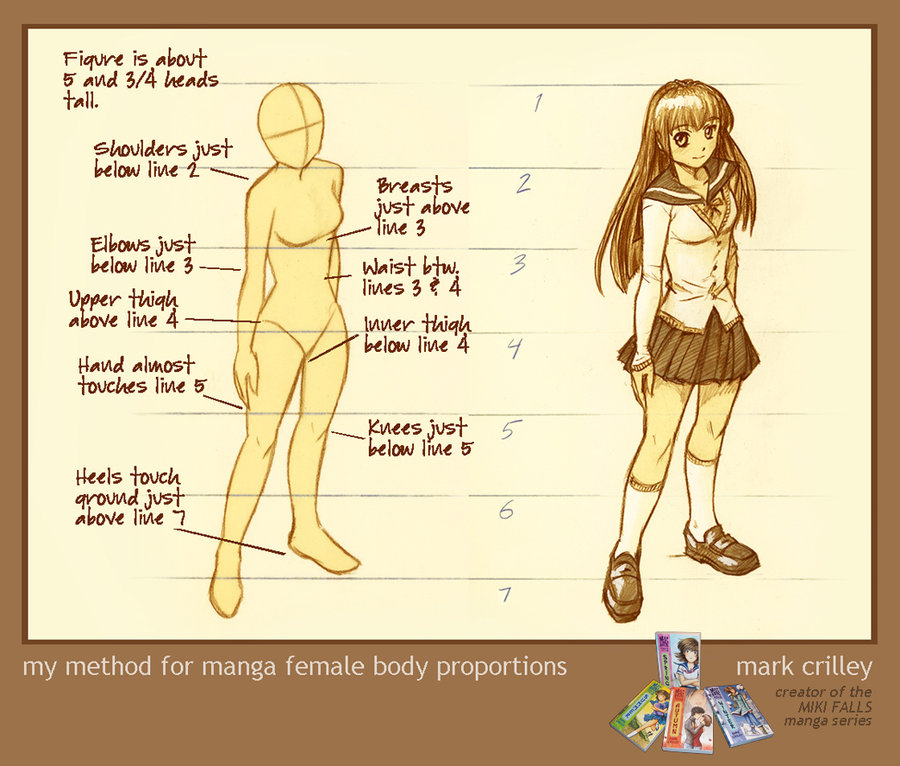 Figure is about
5 and 3/4 heads
tall.
1
Shoulders just
below line 2
2
Breasts
just above
line 3
Elbows just
below line 3
3
Waist btw.
lines 3 & 4
Upper thigh
above line 4
Inner thigh
below line 4
4
Hand almost
touches line 5
Knees just
below line 5
5
Heels touch
ground just
above line 7
6
7
my method for manga female body proportions
mark crilley
creator of the
MIKI FALLS
manga series
SPRING
AUTUMN